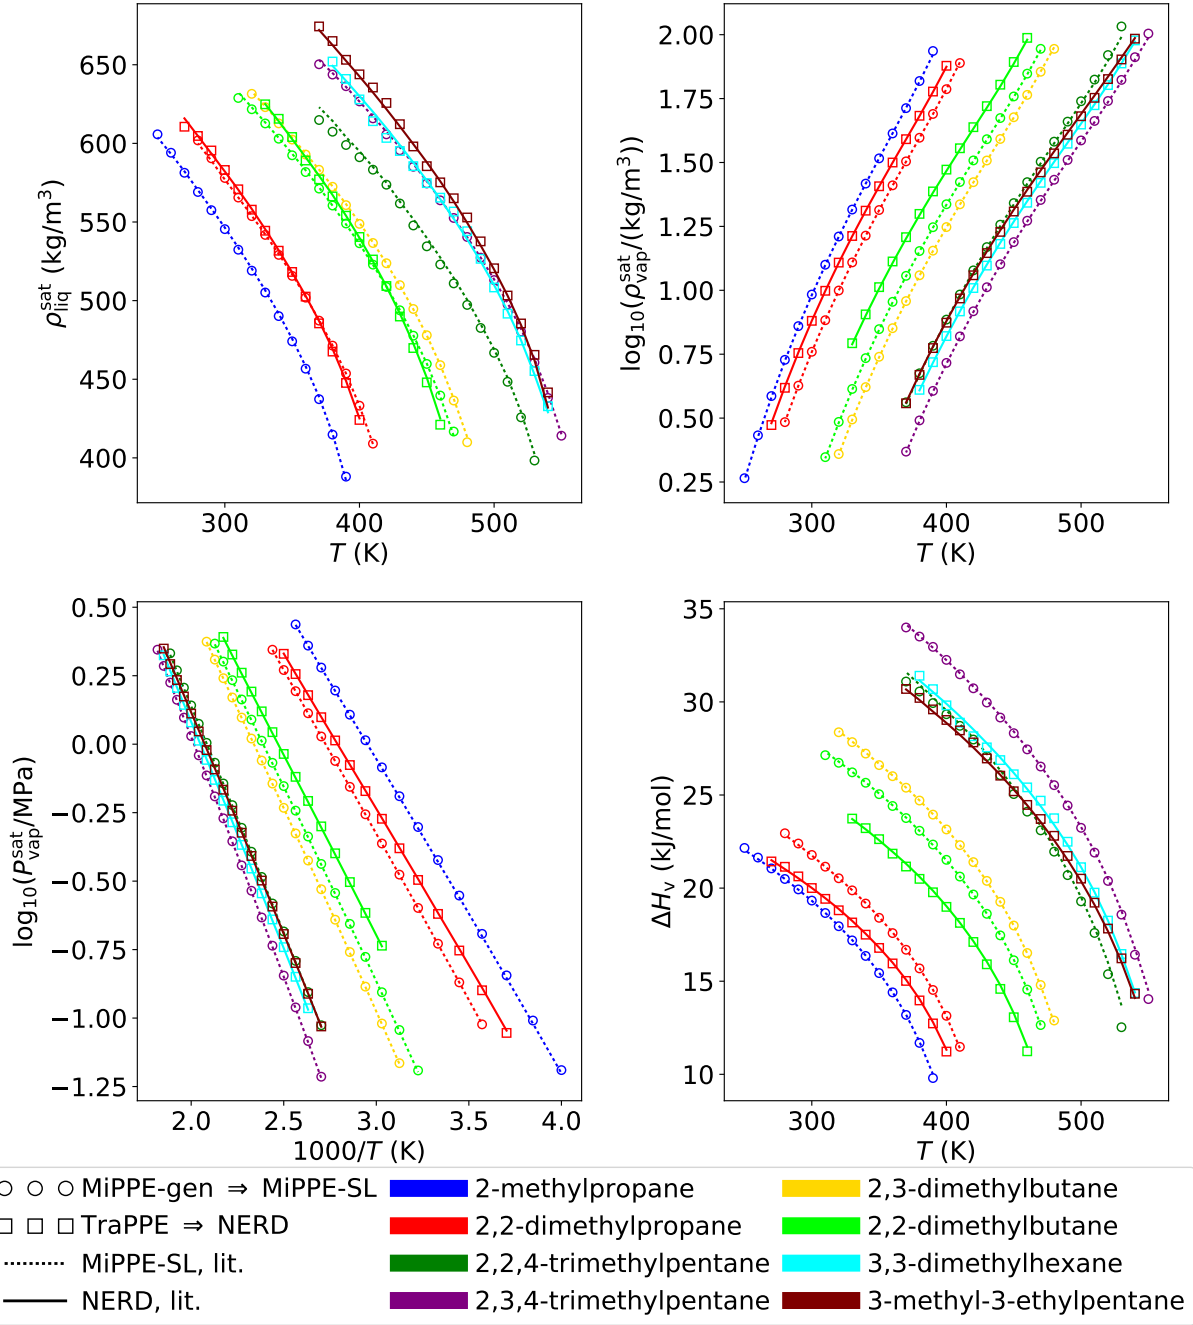 650
600
550
500
450
400
ρ_liq^sat (kg/m³)
300 400 500
T (K)
2.00
1.75
1.50
1.25
1.00
0.75
0.50
0.25
log₁₀(ρ_vap^sat/(kg/m³))
300 400 500
T (K)
0.50
0.25
0.00
−0.25
−0.50
−0.75
−1.00
−1.25
log₁₀(P_vap^sat/MPa)
2.0 2.5 3.0 3.5 4.0
1000/T (K)
35
30
25
20
15
10
ΔH_v (kJ/mol)
300 400 500
T (K)
MiPPE-gen ⇒ MiPPE-SL
TraPPE ⇒ NERD
MiPPE-SL, lit.
NERD, lit.
2-methylpropane
2,2-dimethylpropane
2,2,4-trimethylpentane
2,3,4-trimethylpentane
2,3-dimethylbutane
2,2-dimethylbutane
3,3-dimethylhexane
3-methyl-3-ethylpentane